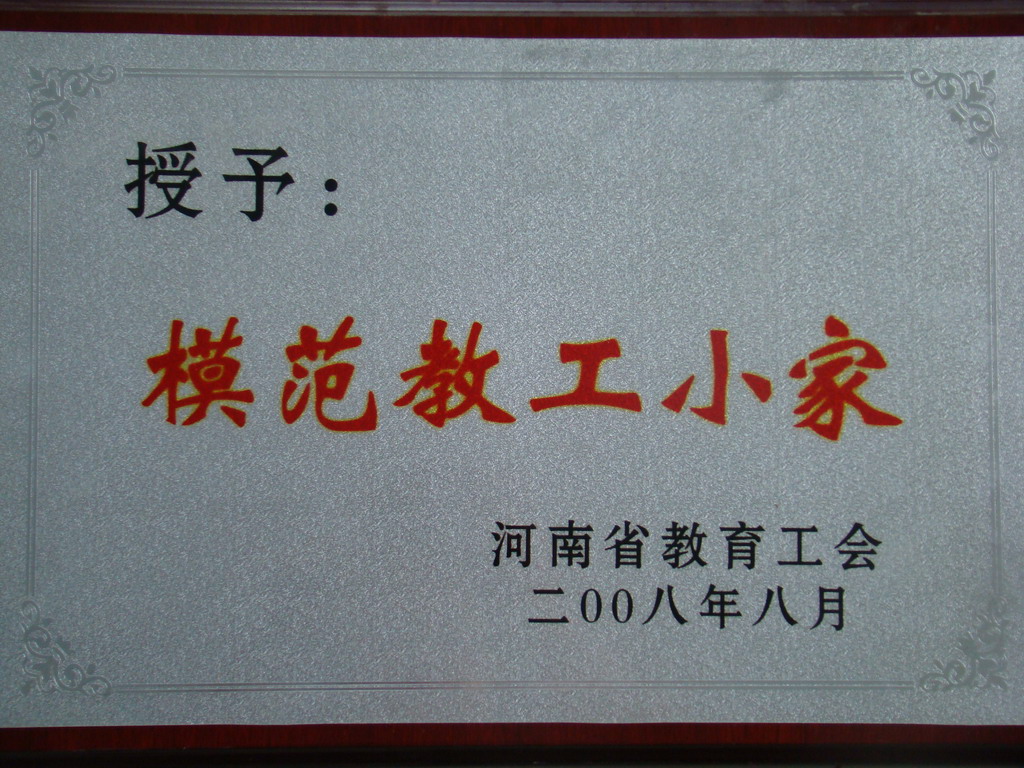 授予：
模范教工小家
河南省教育工会
二00八年八月